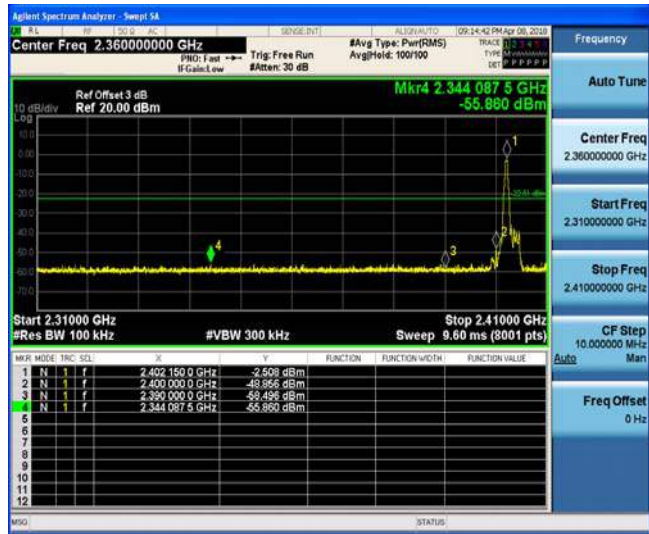 Agilent Spectrum Analyzer - Swept SA
RL RF 50 Ω AC SENSE:INT ALIGN AUTO 09:14:42 PM Apr 08, 2018
Center Freq 2.360000000 GHz #Avg Type: Pwr(RMS) TRACE 1 2 3 4 5 6
PNO: Fast Trig: Free Run Avg|Hold: 100/100 TYPE
IFGain:Low #Atten: 30 dB DET P P P P P P
Frequency
Mkr4 2.344 087 5 GHz
-55.860 dBm
Ref Offset 3 dB
10 dB/div Ref 20.00 dBm
Log
10.0
0.00
-10.0
-20.0
-30.0
-40.0
-50.0
-60.0
-70.0
1
2
3
4
Start 2.31000 GHz Stop 2.41000 GHz
#Res BW 100 kHz #VBW 300 kHz Sweep 9.60 ms (8001 pts)
MKR MODE TRC SCL X Y FUNCTION FUNCTION WIDTH FUNCTION VALUE
1 N 1 f 2.402 150 0 GHz -2.508 dBm
2 N 1 f 2.400 000 0 GHz -48.956 dBm
3 N 1 f 2.390 000 0 GHz -58.496 dBm
4 N 1 f 2.344 087 5 GHz -55.860 dBm
5
6
7
8
9
10
11
12
MSG STATUS
Auto Tune
Center Freq
2.360000000 GHz
Start Freq
2.310000000 GHz
Stop Freq
2.410000000 GHz
CF Step
10.000000 MHz
Auto Man
Freq Offset
0 Hz